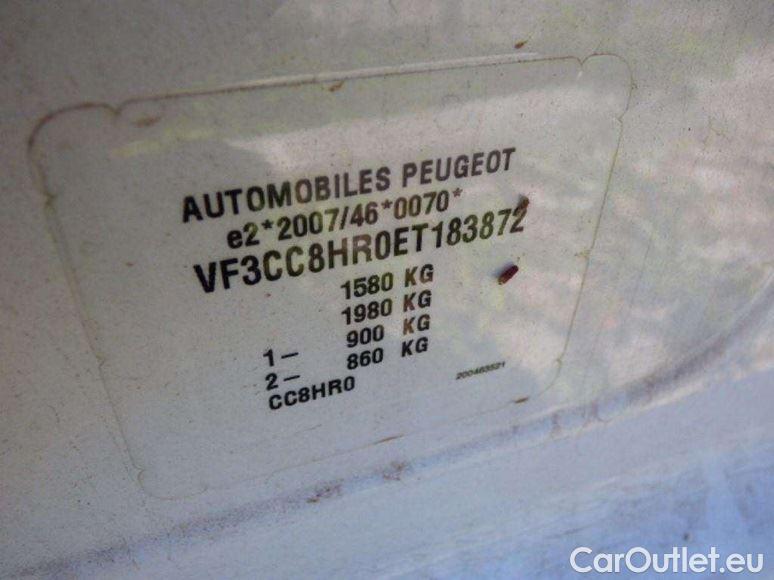 AUTOMOBILES PEUGEOT
e2*2007/46*0070*
VF3CC8HR0ET183872
1580 KG
1980 KG
1- 900 KG
2- 860 KG
CC8HR0
200463521
CarOutlet.eu